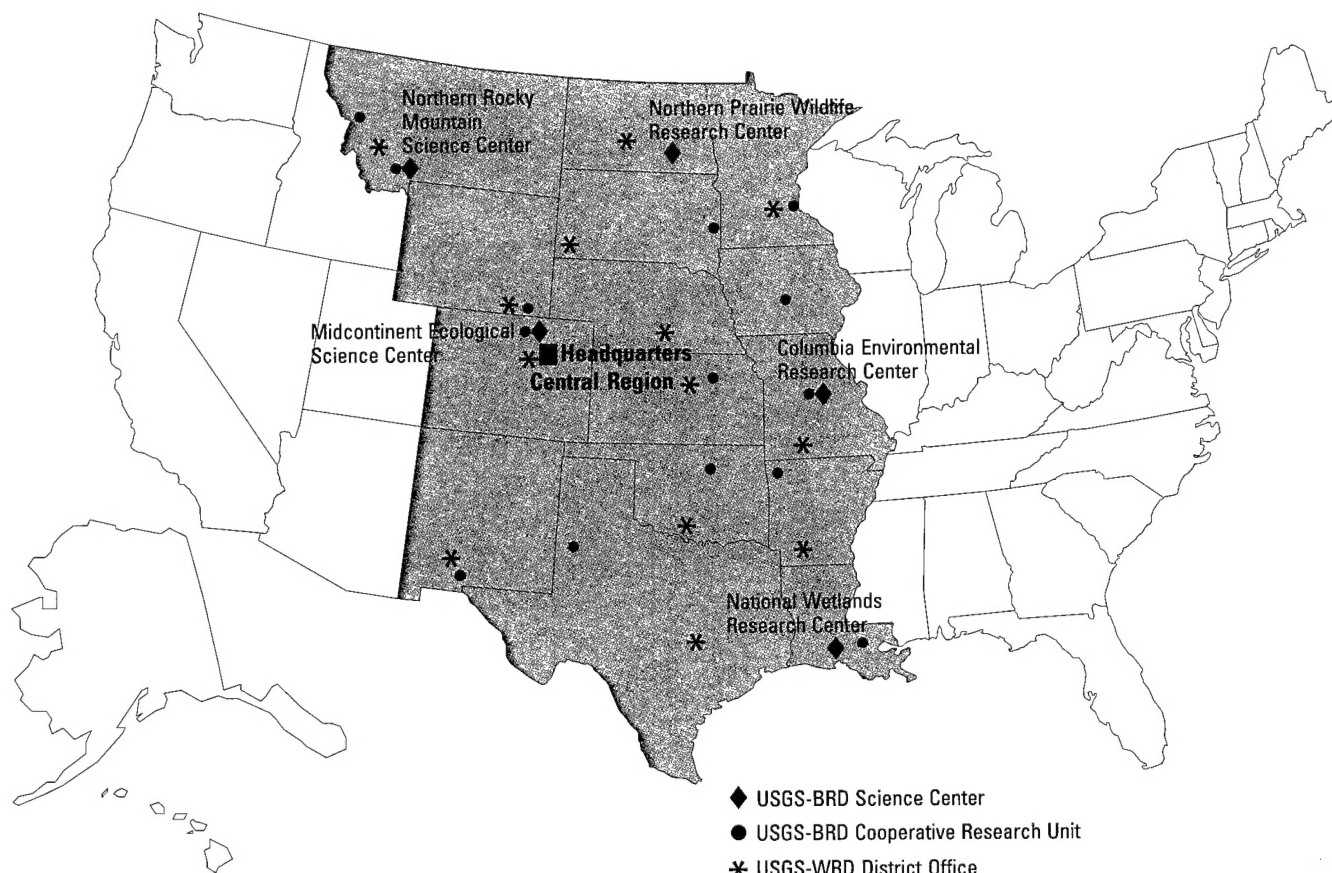 Northern Rocky
Mountain
Science Center
Northern Prairie Wildlife
Research Center
Midcontinent Ecological
Science Center
Headquarters
Central Region
Columbia Environmental
Research Center
National Wetlands
Research Center
USGS-BRD Science Center
USGS-BRD Cooperative Research Unit
USGS-WRD District Office